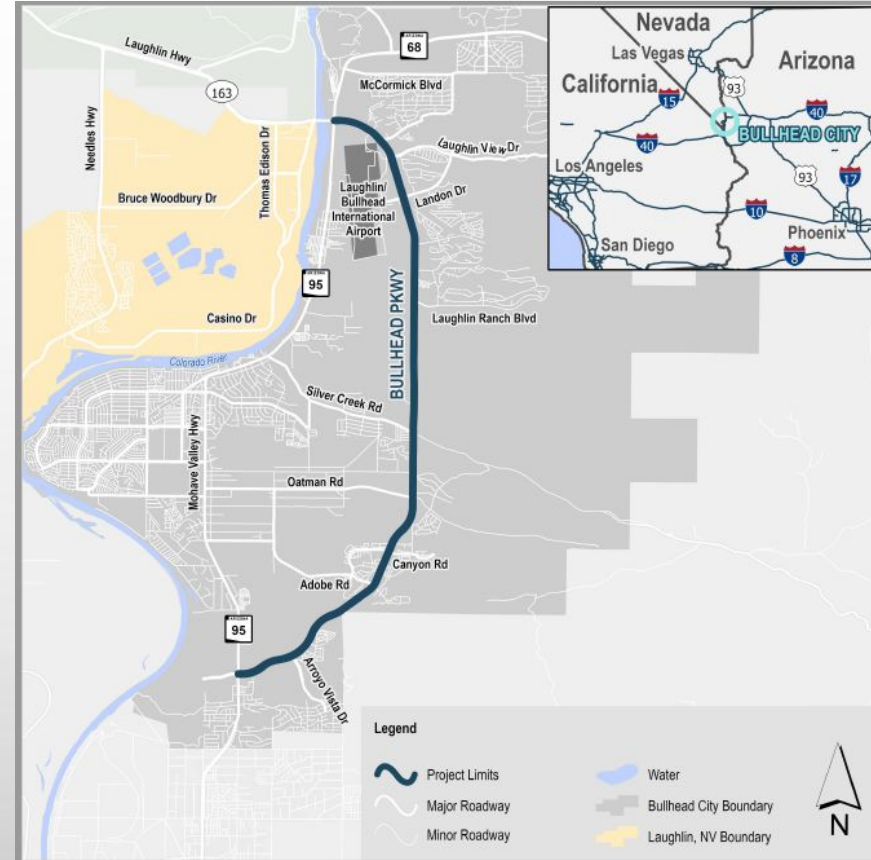 Laughlin Hwy
163
Needles Hwy
Thomas Edison Dr
Bruce Woodbury Dr
Casino Dr
Colorado River
ARIZONA
68
McCormick Blvd
Laughlin View Dr
Landon Dr
Laughlin/
Bullhead
International
Airport
ARIZONA
95
BULLHEAD PKWY
Laughlin Ranch Blvd
Silver Creek Rd
Mohave Valley Hwy
Oatman Rd
Canyon Rd
Adobe Rd
ARIZONA
95
Arroyo Vista Dr
Nevada
Las Vegas
Arizona
California
93
15
40
BULLHEAD CITY
40
Los Angeles
93
17
10
Phoenix
San Diego
8
Legend
Project Limits
Major Roadway
Minor Roadway
Water
Bullhead City Boundary
Laughlin, NV Boundary
N